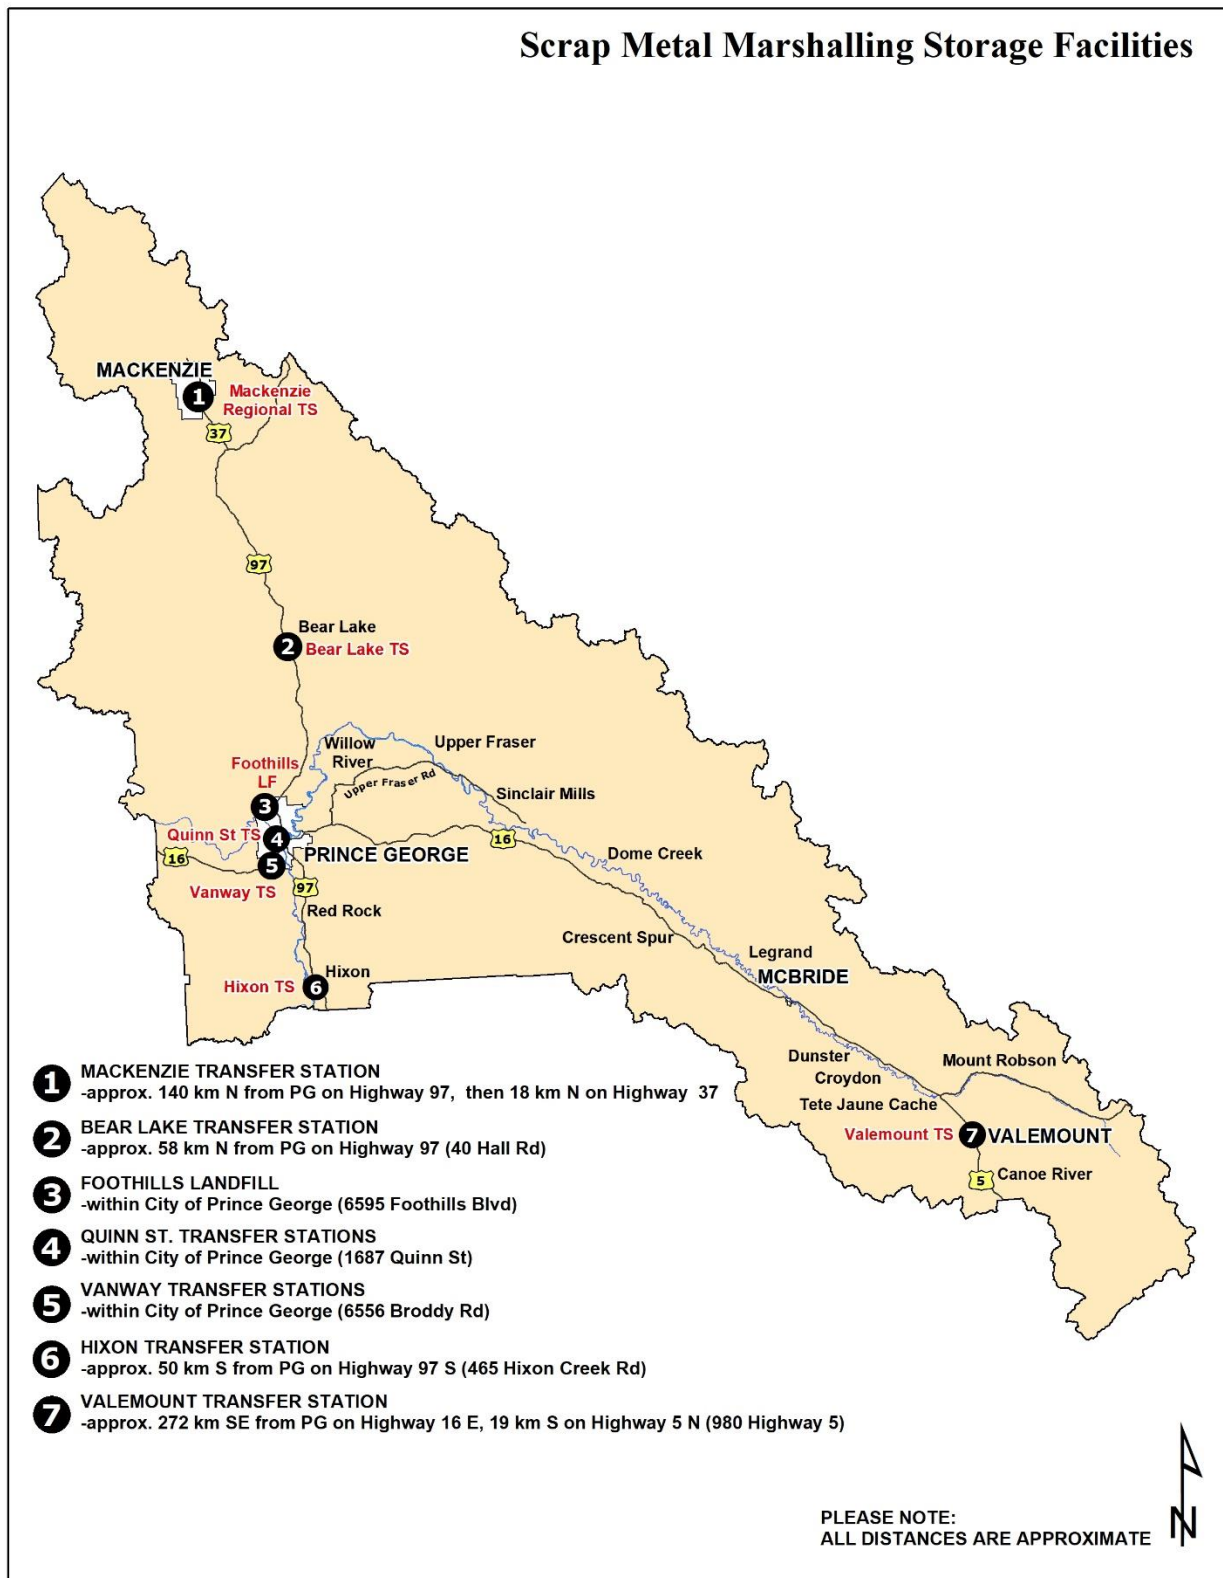 Scrap Metal Marshalling Storage Facilities
MACKENZIE
1
Mackenzie
Regional TS
37
97
Bear Lake
2
Bear Lake TS
Willow
River
Upper Fraser
Foothills
LF
Upper Fraser Rd
Sinclair Mills
3
Quinn St TS
4
16
16
PRINCE GEORGE
Dome Creek
5
Vanway TS
97
Red Rock
Crescent Spur
Legrand
MCBRIDE
Hixon
Hixon TS
6
Dunster
Mount Robson
Croydon
Tete Jaune Cache
Valemount TS
7
VALEMOUNT
5
Canoe River
1 MACKENZIE TRANSFER STATION
-approx. 140 km N from PG on Highway 97, then 18 km N on Highway 37
2 BEAR LAKE TRANSFER STATION
-approx. 58 km N from PG on Highway 97 (40 Hall Rd)
3 FOOTHILLS LANDFILL
-within City of Prince George (6595 Foothills Blvd)
4 QUINN ST. TRANSFER STATIONS
-within City of Prince George (1687 Quinn St)
5 VANWAY TRANSFER STATIONS
-within City of Prince George (6556 Broddy Rd)
6 HIXON TRANSFER STATION
-approx. 50 km S from PG on Highway 97 S (465 Hixon Creek Rd)
7 VALEMOUNT TRANSFER STATION
-approx. 272 km SE from PG on Highway 16 E, 19 km S on Highway 5 N (980 Highway 5)
PLEASE NOTE:
ALL DISTANCES ARE APPROXIMATE
N